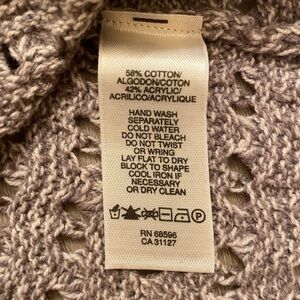 58% COTTON/
ALGODON/COTON
42% ACRYLIC/
ACRILICO/ACRYLIQUE
HAND WASH
SEPARATELY
COLD WATER
DO NOT BLEACH
DO NOT TWIST
OR WRING
LAY FLAT TO DRY
BLOCK TO SHAPE
COOL IRON IF
NECESSARY
OR DRY CLEAN
P
RN 68596
CA 31127